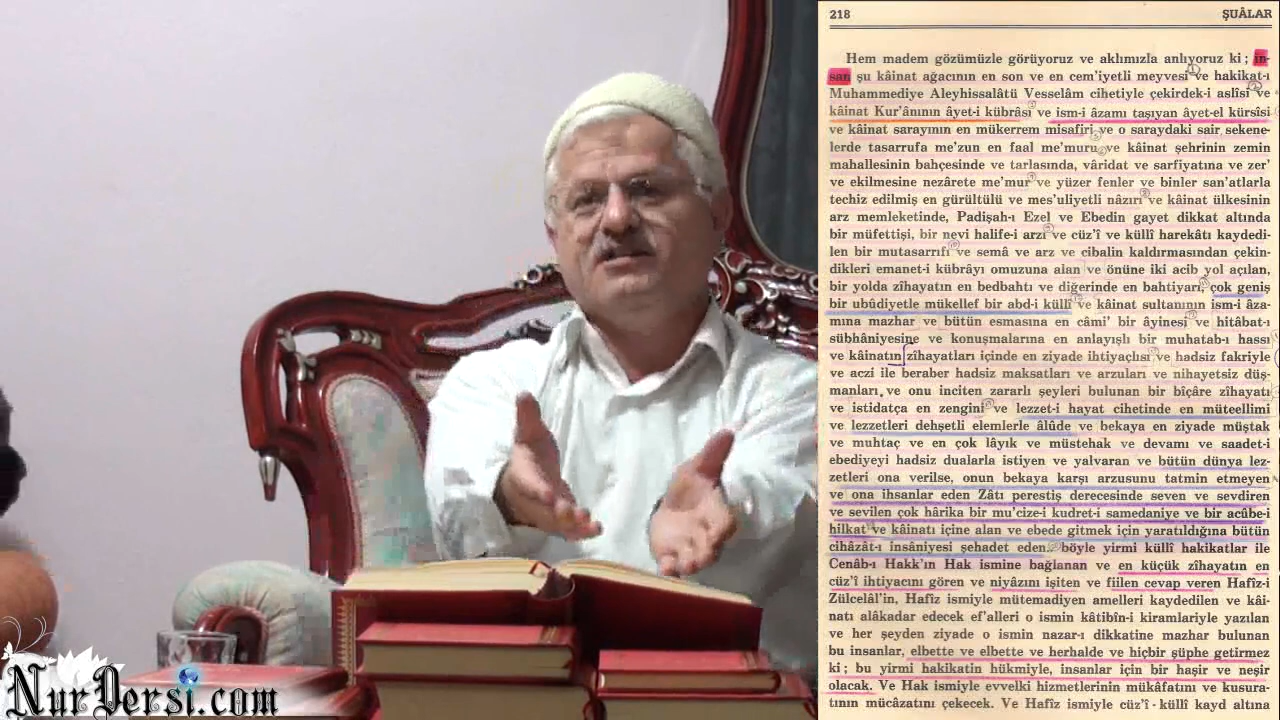 218
ŞUÂLAR
Hem madem gözümüzle görüyoruz ve aklımızla anlıyoruz ki; in-
san şu kâinat ağacının en son ve en cem'iyetli meyvesi ve hakikat-ı
Muhammediye Aleyhissalâtü Vesselâm cihetiyle çekirdek-i aslîsi ve
kâinat Kur'ânının âyet-i kübrâsı ve ism-i âzamı taşıyan âyet-el kürsîsi
ve kâinat sarayının en mükerrem misafiri ve o saraydaki sair sekene-
lerde tasarrufa me'zun en faal me'muru ve kâinat şehrinin zemin
mahallesinin bahçesinde ve tarlasında, vâridat ve sarfiyatına ve zer'
ve ekilmesine nezârete me'mur ve yüzer fenler ve binler san'atlarla
techiz edilmiş en gürültülü ve mes'uliyetli nâzırı ve kâinat ülkesinin
arz memleketinde, Padişah-ı Ezel ve Ebedin gayet dikkat altında
bir müfettişi, bir nevi halife-i arzı ve cüz'î ve küllî harekâtı kaydedi-
len bir mutasarrıfı ve semâ ve arz ve cibalin kaldırmasından çekin-
dikleri emanet-i kübrâyı omuzuna alan ve önüne iki acib yol açılan,
bir yolda zîhayatın en bedbahtı ve diğerinde en bahtiyarı, çok geniş
bir ubûdiyetle mükellef bir abd-i küllî ve kâinat sultanının ism-i âza-
mına mazhar ve bütün esmasına en câmi' bir âyinesi ve hitâbat-ı
sübhâniyesine ve konuşmalarına en anlayışlı bir muhatab-ı hassı
ve kâinatın zîhayatları içinde en ziyade ihtiyaçlısı ve hadsiz fakriyle
ve aczi ile beraber hadsiz maksatları ve arzuları ve nihayetsiz düş-
manları, ve onu inciten zararlı şeyleri bulunan bir bîçâre zîhayatı
ve istidatça en zengini ve lezzet-i hayat cihetinde en müteellimi
ve lezzetleri dehşetli elemlerle âlûde ve bekaya en ziyade müştak
ve muhtaç ve en çok lâyık ve müstehak ve devamı ve saadet-i
ebediyeyi hadsiz dualarla istiyen ve yalvaran ve bütün dünya lez-
zetleri ona verilse, onun bekaya karşı arzusunu tatmin etmeyen
ve ona ihsanlar eden Zâtı perestiş derecesinde seven ve sevdiren
ve sevilen çok hârika bir mu'cize-i kudret-i samedaniye ve bir acûbe-i
hilkat ve kâinatı içine alan ve ebede gitmek için yaratıldığına bütün
cihâzât-ı insâniyesi şehadet eden, böyle yirmi küllî hakikatlar ile
Cenâb-ı Hakk'ın Hak ismine bağlanan ve en küçük zîhayatın en
cüz'î ihtiyacını gören ve niyâzını işiten ve fiilen cevap veren Hafîz-i
Zülcelâl'in, Hafîz ismiyle mütemadiyen amelleri kaydedilen ve kâi-
natı alâkadar edecek ef'alleri o ismin kâtibîn-i kiramlariyle yazılan
ve her şeyden ziyade o ismin nazar-ı dikkatine mazhar bulunan
bu insanlar, elbette ve elbette ve herhalde ve hiçbir şüphe getirmez
ki; bu yirmi hakikatin hükmiyle, insanlar için bir haşir ve neşir
olacak. Ve Hak ismiyle evvelki hizmetlerinin mükâfatını ve kusura-
tının mücâzatını çekecek. Ve Hafîz ismiyle cüz'î - küllî kayd altına
NurDersi.com